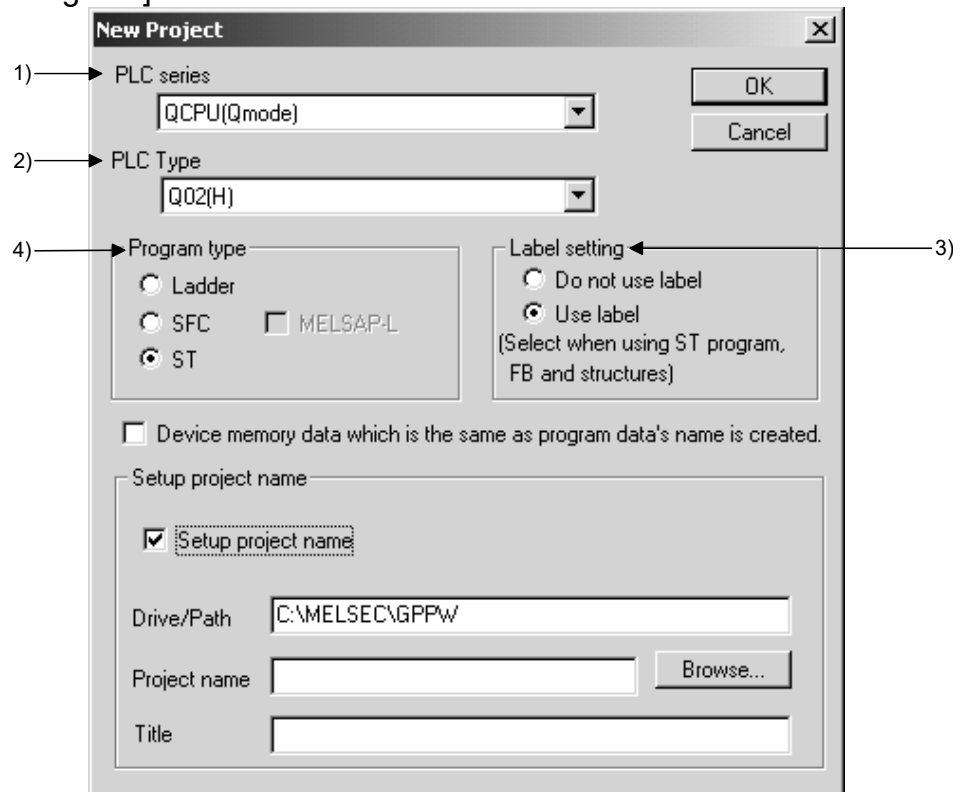 New Project
1) PLC series
QCPU(Qmode)
OK
Cancel
2) PLC Type
Q02(H)
4) Program type
Ladder
SFC MELSAP-L
ST
Label setting 3)
Do not use label
Use label
(Select when using ST program,
FB and structures)
Device memory data which is the same as program data's name is created.
Setup project name
Setup project name
Drive/Path C:\MELSEC\GPPW
Project name Browse...
Title